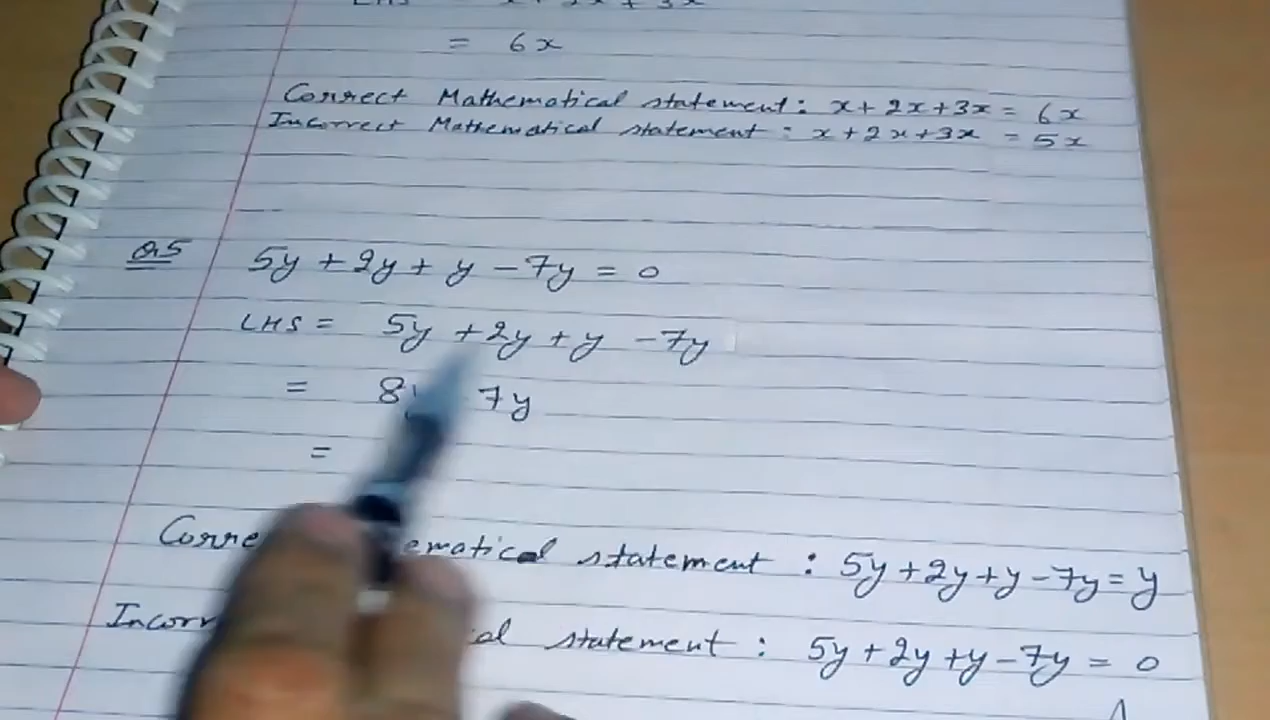 = 6x
Correct Mathematical statement: x + 2x + 3x = 6x
Incorrect Mathematical statement: x + 2x + 3x = 5x
Q5 5y + 2y + y - 7y = 0
LHS = 5y + 2y + y - 7y
= 8y 7y
=
statement : 5y + 2y + y - 7y = y
statement : 5y + 2y + y - 7y = 0